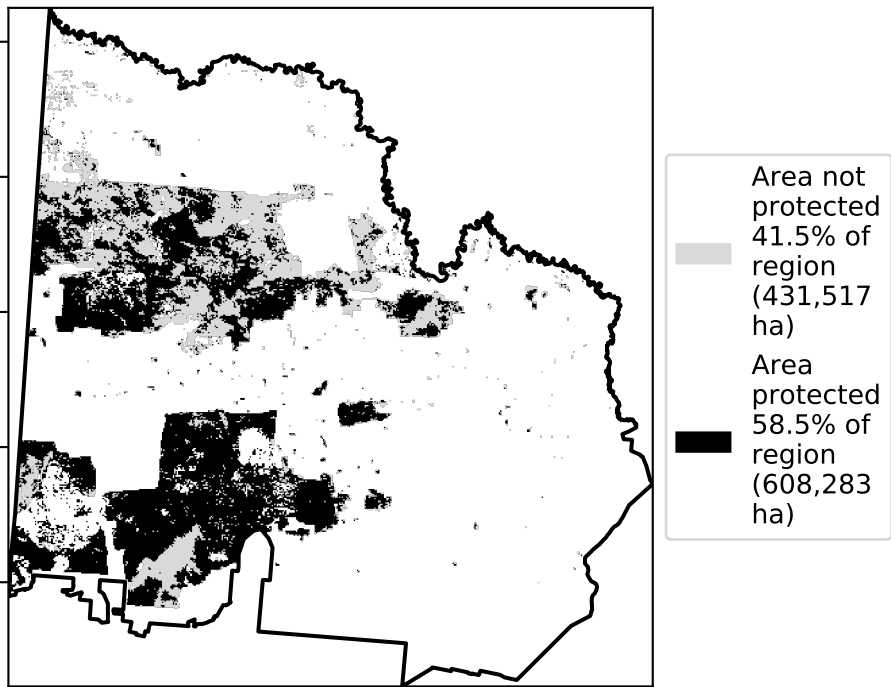 Area not
protected
41.5% of
region
(431,517
ha)
Area
protected
58.5% of
region
(608,283
ha)